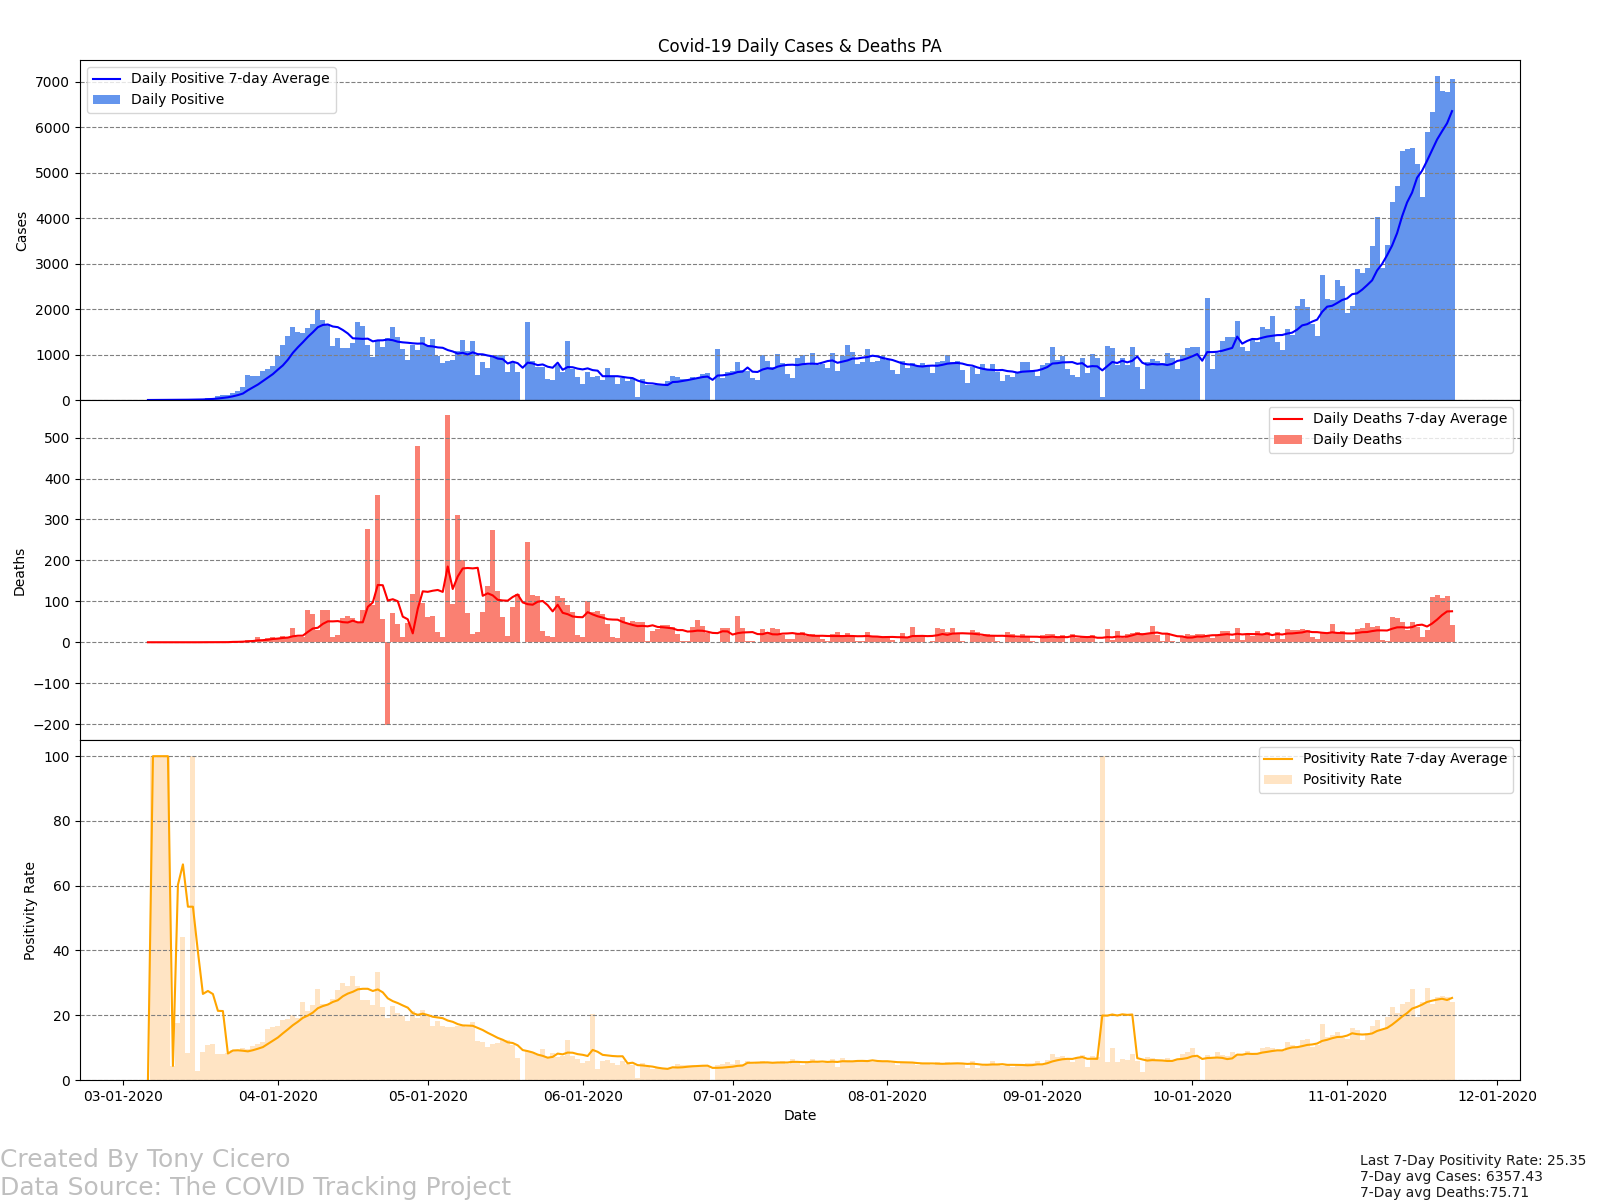 Covid-19 Daily Cases & Deaths PA
Daily Positive 7-day Average
Daily Positive
7000
6000
5000
4000
3000
2000
1000
0
Cases
Daily Deaths 7-day Average
Daily Deaths
500
400
300
200
100
0
−100
−200
Deaths
Positivity Rate 7-day Average
Positivity Rate
100
80
60
40
20
0
Positivity Rate
03-01-2020 04-01-2020 05-01-2020 06-01-2020 07-01-2020 08-01-2020 09-01-2020 10-01-2020 11-01-2020 12-01-2020
Date
Created By Tony Cicero
Data Source: The COVID Tracking Project
Last 7-Day Positivity Rate: 25.35
7-Day avg Cases: 6357.43
7-Day avg Deaths:75.71